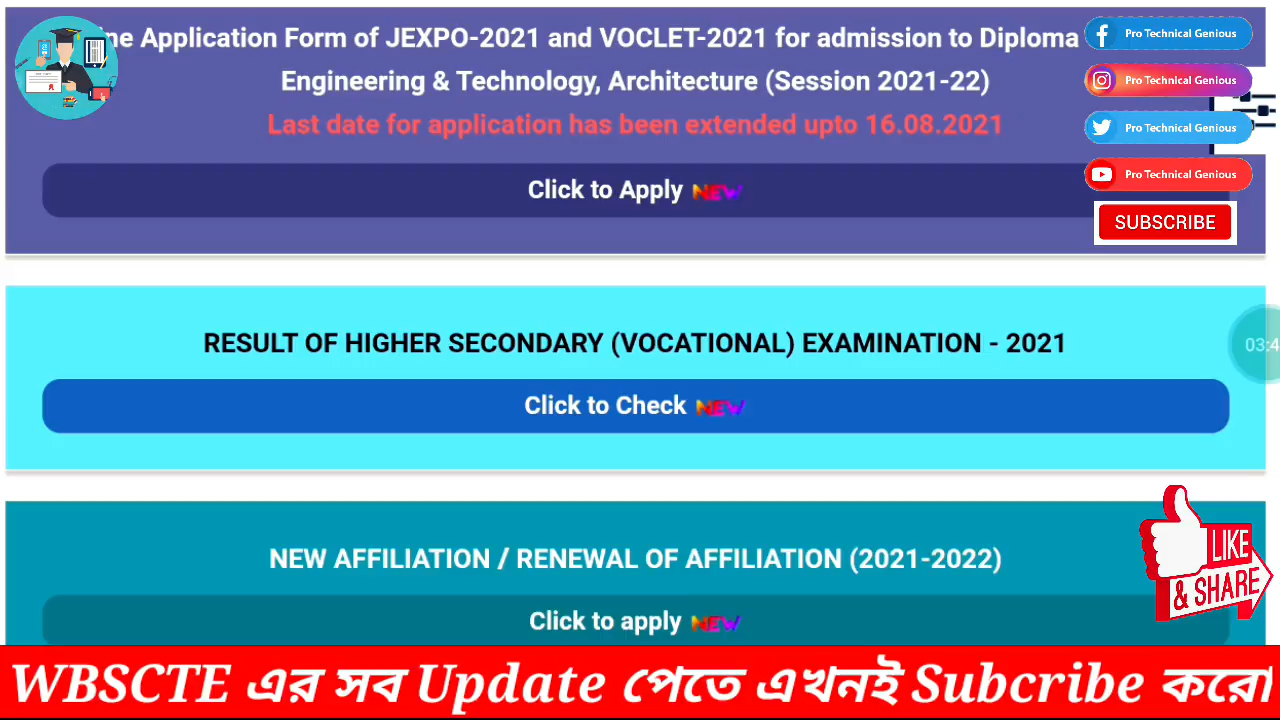 ne Application Form of JEXPO-2021 and VOCLET-2021 for admission to Diploma
Engineering & Technology, Architecture (Session 2021-22)
Last date for application has been extended upto 16.08.2021
Click to Apply NEW
Pro Technical Genious
Pro Technical Genious
Pro Technical Genious
Pro Technical Genious
SUBSCRIBE
RESULT OF HIGHER SECONDARY (VOCATIONAL) EXAMINATION - 2021
Click to Check NEW
03:4
NEW AFFILIATION / RENEWAL OF AFFILIATION (2021-2022)
Click to apply NEW
LIKE
& SHARE
WBSCTE এর সব Update পেতে এখনই Subcribe করো